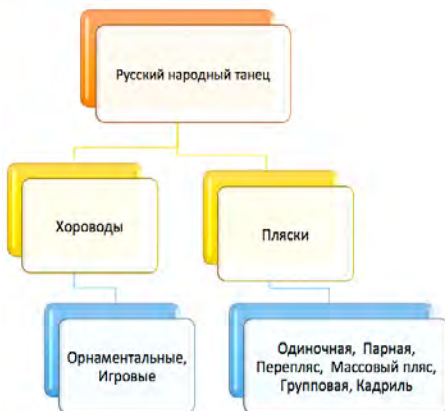 Русский народный танец
Хороводы
Пляски
Орнаментальные,
Игровые
Одиночная, Парная,
Перепляс, Массовый пляс,
Групповая, Кадриль